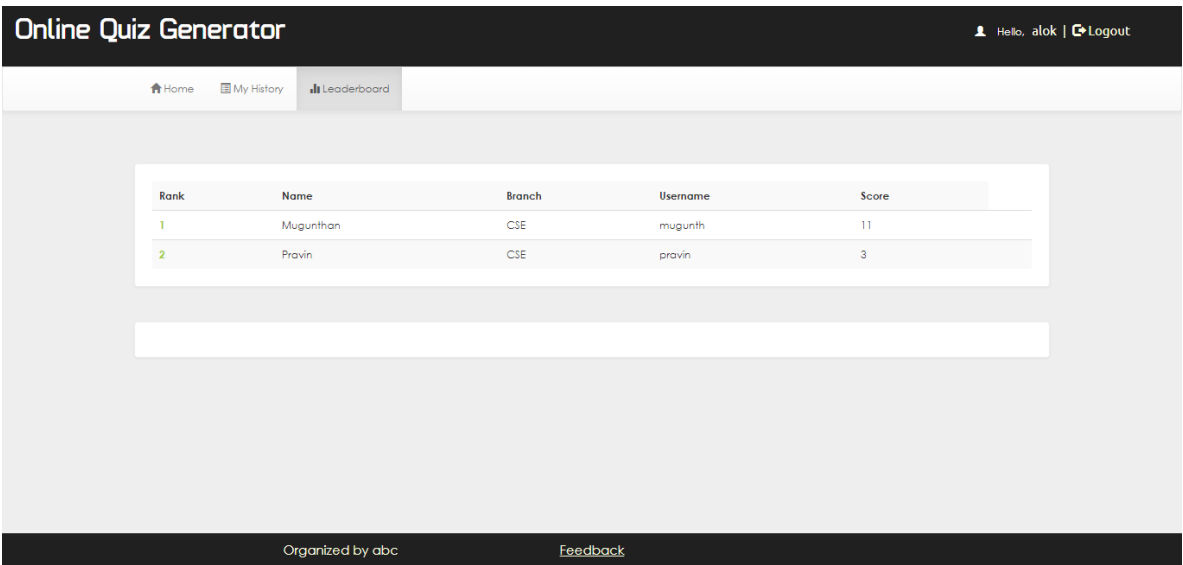 Online Quiz Generator
Hello, alok | Logout
Home My History Leaderboard
Rank Name Branch Username Score
1 Mugunthan CSE mugunth 11
2 Pravin CSE pravin 3
Organized by abc Feedback